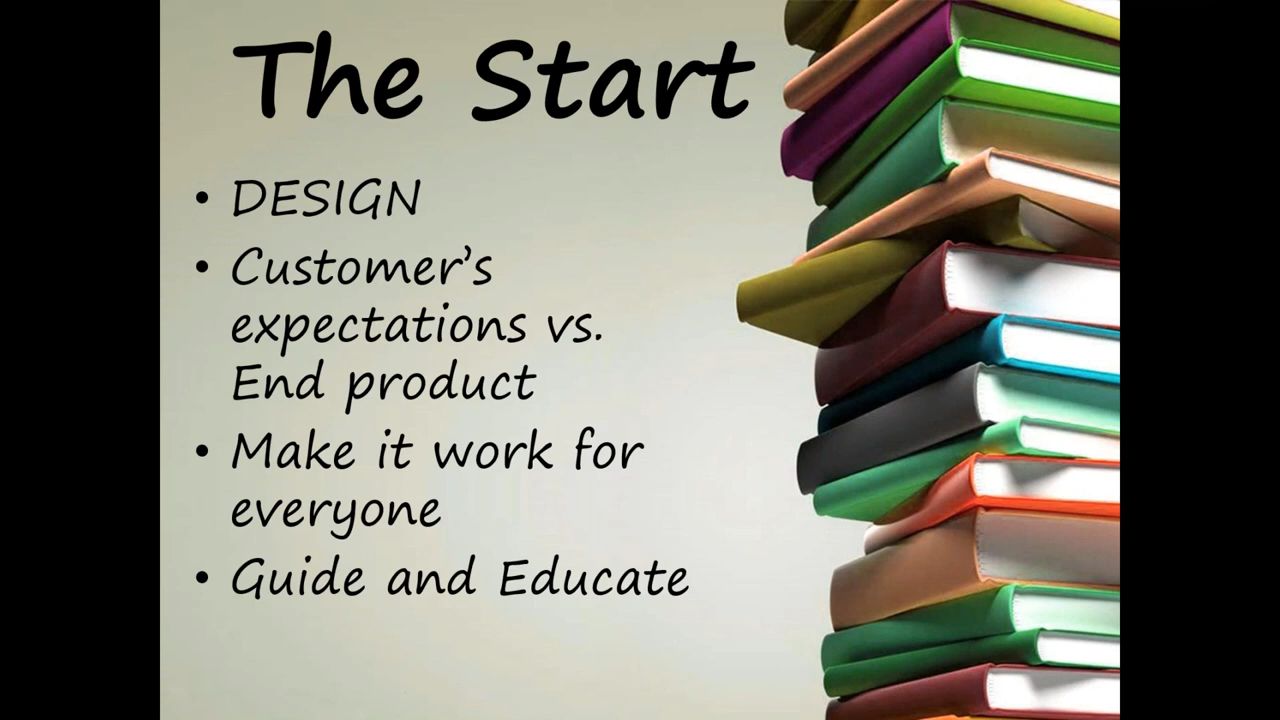 The Start
• DESIGN
• Customer’s
expectations vs.
End product
• Make it work for
everyone
• Guide and Educate